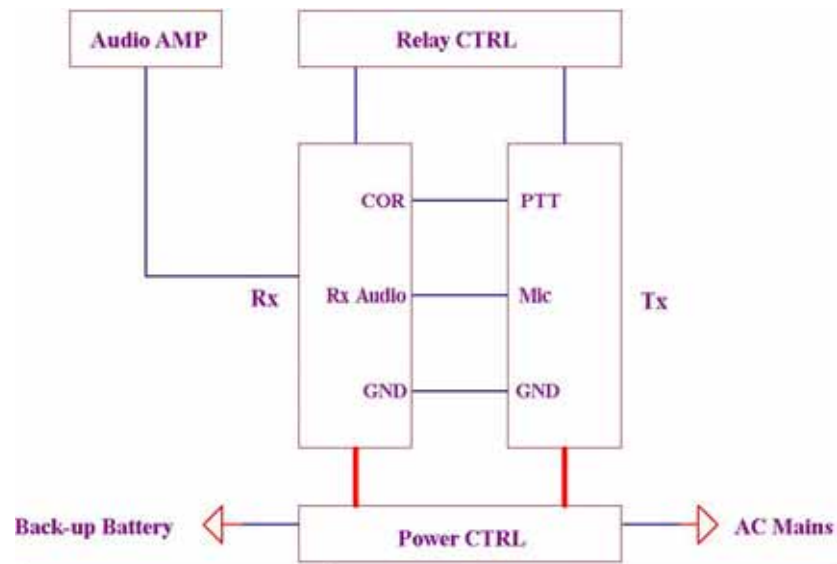 Audio AMP
Relay CTRL
COR
PTT
Rx
Rx Audio
Mic
Tx
GND
GND
Back-up Battery
Power CTRL
AC Mains